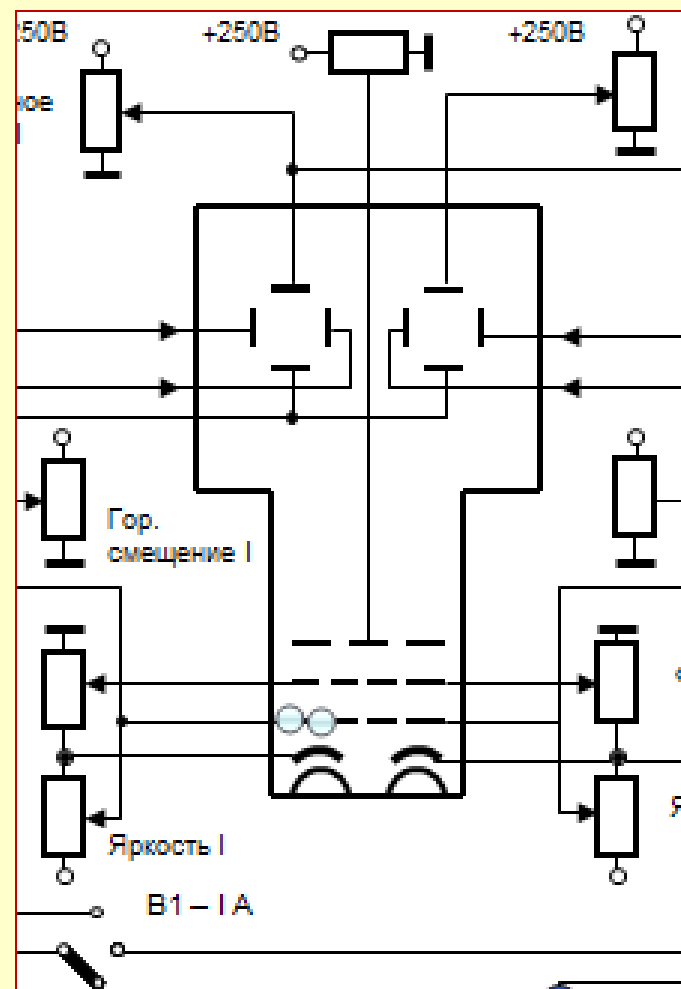 +250В
+250В
Гор.
смещение I
Яркость I
В1 – I А